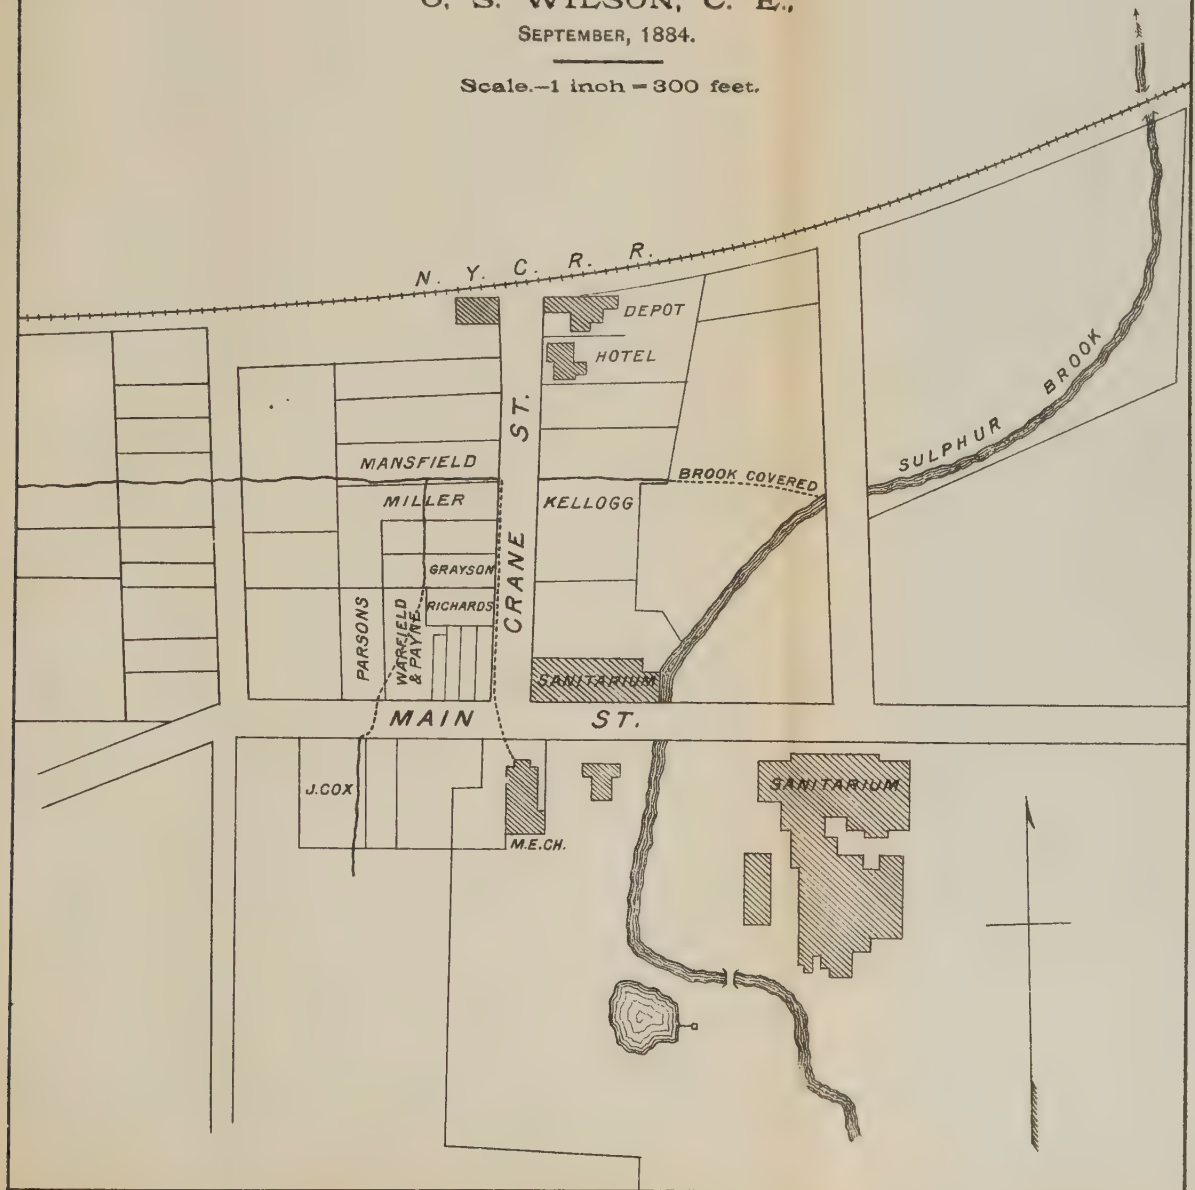 C. S. WILSON, C. E.,
SEPTEMBER, 1884.
Scale.—1 inch = 300 feet.
N. Y. C. R. R.
DEPOT
HOTEL
SULPHUR BROOK
CRANE ST.
MANSFIELD
BROOK COVERED
MILLER
KELLOGG
GRAYSON
RICHARDS
PARSONS
WARFIELD
& PAYNE
SANITARIUM
MAIN ST.
J. COX
SANITARIUM
M.E.CH.